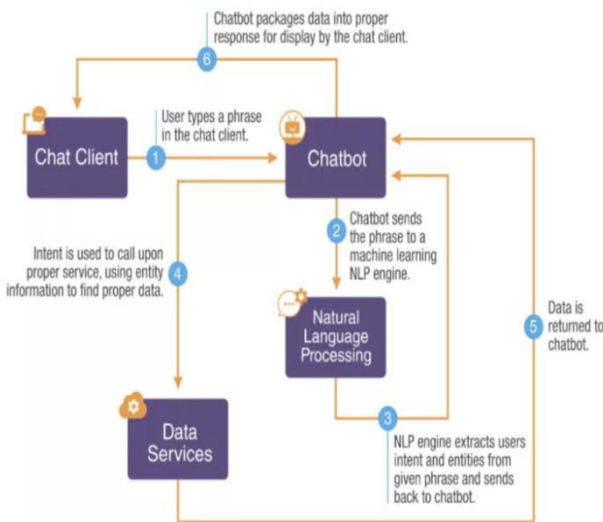 Chatbot packages data into proper
response for display by the chat client.
6
User types a phrase
in the chat client.
Chat Client
1
Chatbot
Chatbot sends
the phrase to a
machine learning
NLP engine.
2
Intent is used to call upon
proper service, using entity
information to find proper data.
4
Natural
Language
Processing
Data is
returned to
chatbot.
5
3
NLP engine extracts users
intent and entities from
given phrase and sends
back to chatbot.
Data
Services